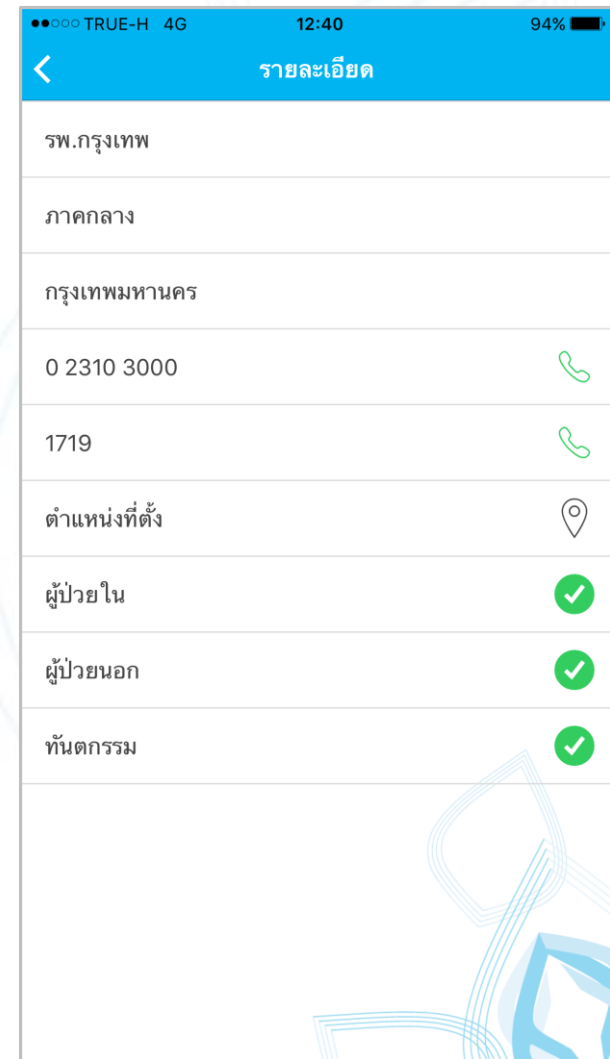 TRUE-H 4G 12:40 94%
รายละเอียด
รพ.กรุงเทพ
ภาคกลาง
กรุงเทพมหานคร
0 2310 3000
1719
ตำแหน่งที่ตั้ง
ผู้ป่วยใน
ผู้ป่วยนอก
ทันตกรรม